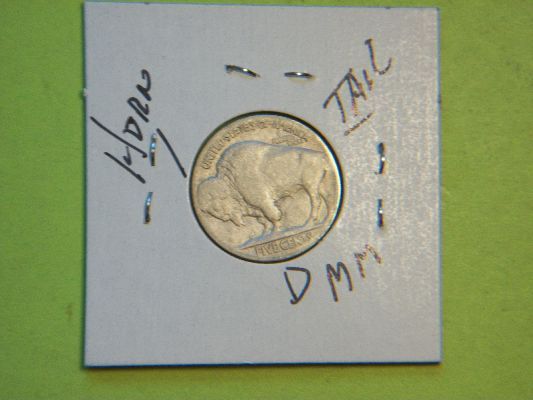 HORN
TAIL
UNITED STATES OF AMERICA
FIVE CENTS
D MM